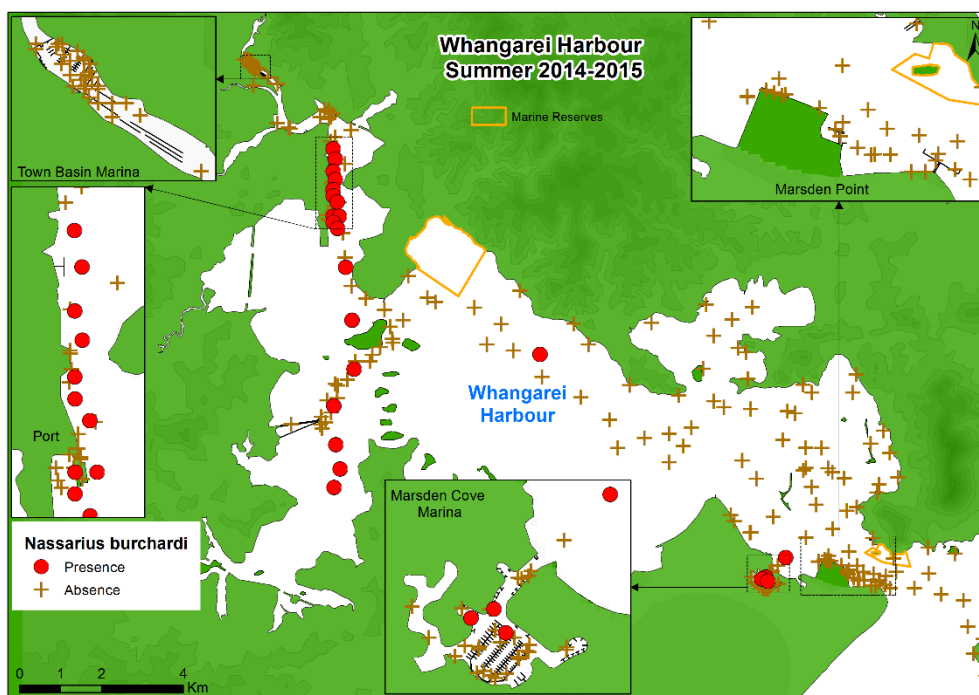 Whangarei Harbour
Summer 2014-2015
Marine Reserves
N
Town Basin Marina
Marsden Point
Port
Whangarei
Harbour
Marsden Cove
Marina
Nassarius burchardi
Presence
Absence
0 1 2 4
Km